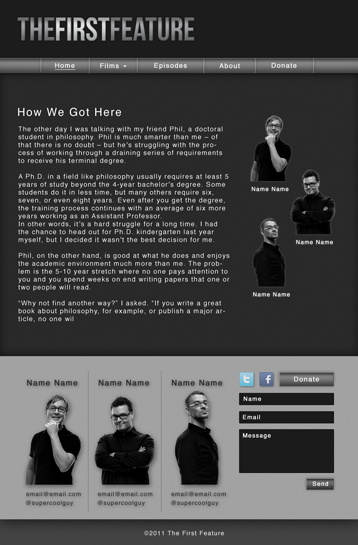 THEFIRSTFEATURE
Home Films Episodes About Donate
How We Got Here
The other day I was talking with my friend Phil, a doctoral
student in philosophy. Phil is much smarter than me – of
that there is no doubt – but he's struggling with the pro-
cess of working through a draining series of requirements
to receive his terminal degree.
A Ph.D. in a field like philosophy usually requires at least 5
years of study beyond the 4-year bachelor's degree. Some
students do it in less time, but many others require six,
seven, or even eight years. Even after you get the degree,
the training process continues with an average of six more
years working as an Assistant Professor.
In other words, it's a hard struggle for a long time. I had
the chance to head out for Ph.D. kindergarten last year
myself, but I decided it wasn't the best decision for me.
Phil, on the other hand, is good at what he does and enjoys
the academic environment much more than me. The prob-
lem is the 5-10 year stretch where no one pays attention to
you and you spend weeks on end writing papers that one or
two people will read.
"Why not find another way?" I asked. "If you write a great
book about philosophy, for example, or publish a major ar-
ticle, no one wil
Name Name
Name Name
Name Name
Name Name Name Name Name Name
email@email.com email@email.com email@email.com
@supercoolguy @supercoolguy @supercoolguy
t f Donate
Name
Email
Message
Send
©2011 The First Feature